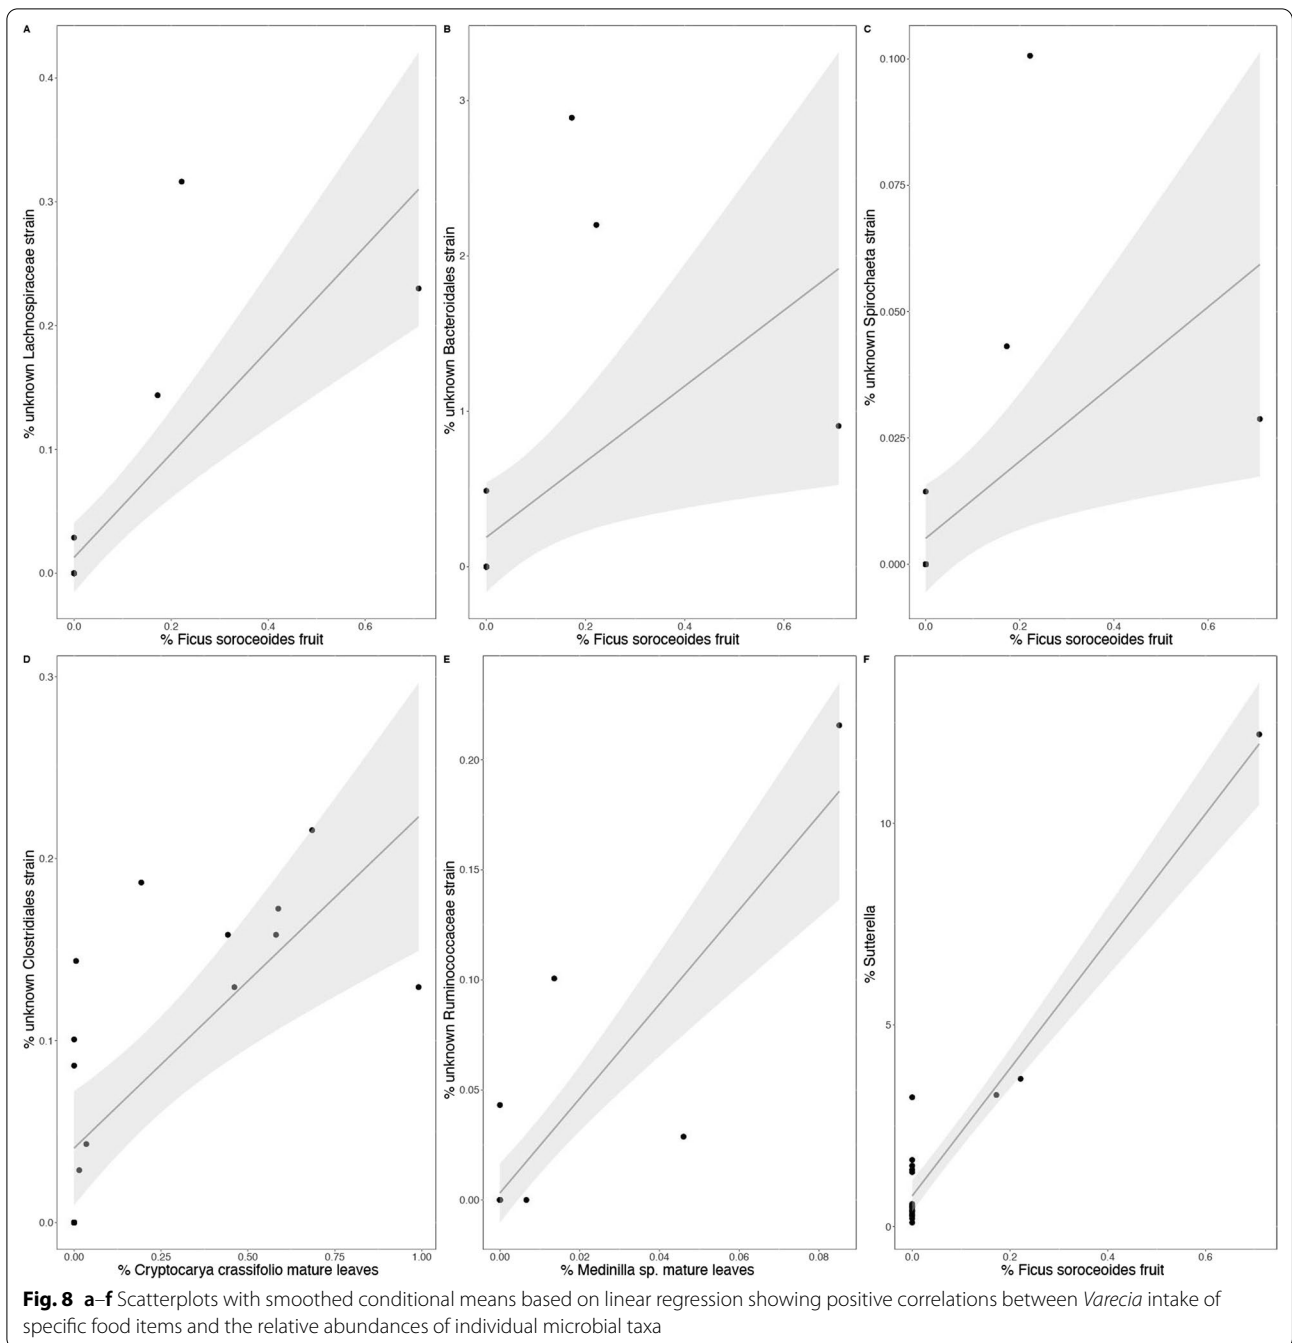 A
% unknown Lachnospiraceae strain
0.4
0.3
0.2
0.1
0.0
0.0 0.2 0.4 0.6
% Ficus soroceoides fruit
B
% unknown Bacteroidales strain
3
2
1
0
0.0 0.2 0.4 0.6
% Ficus soroceoides fruit
C
% unknown Spirochaeta strain
0.100
0.075
0.050
0.025
0.000
0.0 0.2 0.4 0.6
% Ficus soroceoides fruit
D
% unknown Clostridiales strain
0.3
0.2
0.1
0.0
0.00 0.25 0.50 0.75 1.00
% Cryptocarya crassifolio mature leaves
E
% unknown Ruminococcaceae strain
0.20
0.15
0.10
0.05
0.00
0.00 0.02 0.04 0.06 0.08
% Medinilla sp. mature leaves
F
% Sutterella
10
5
0
0.0 0.2 0.4 0.6
% Ficus soroceoides fruit
Fig. 8 a–f Scatterplots with smoothed conditional means based on linear regression showing positive correlations between Varecia intake of
specific food items and the relative abundances of individual microbial taxa